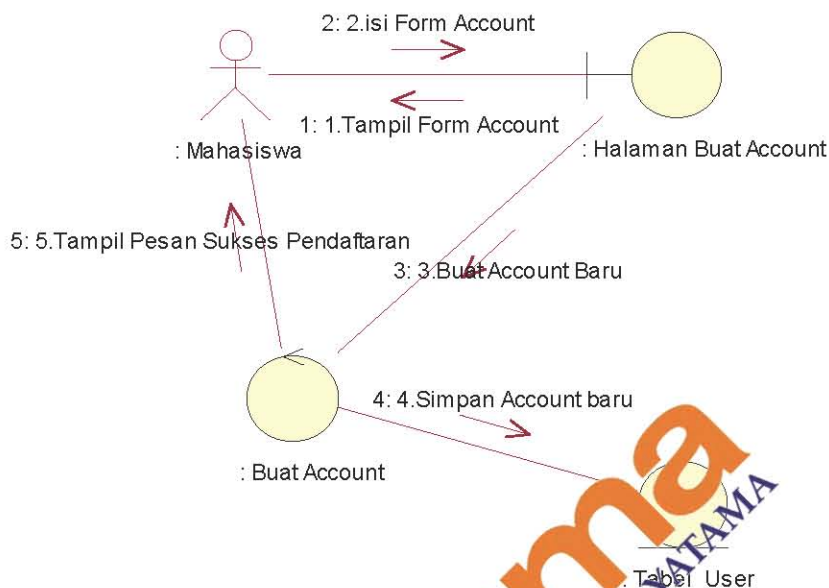 2: 2.isi Form Account
1: 1.Tampil Form Account
: Mahasiswa
: Halaman Buat Account
5: 5.Tampil Pesan Sukses Pendaftaran
3: 3.Buat Account Baru
4: 4.Simpan Account baru
: Buat Account
ma
YATAMA
: Tabel User